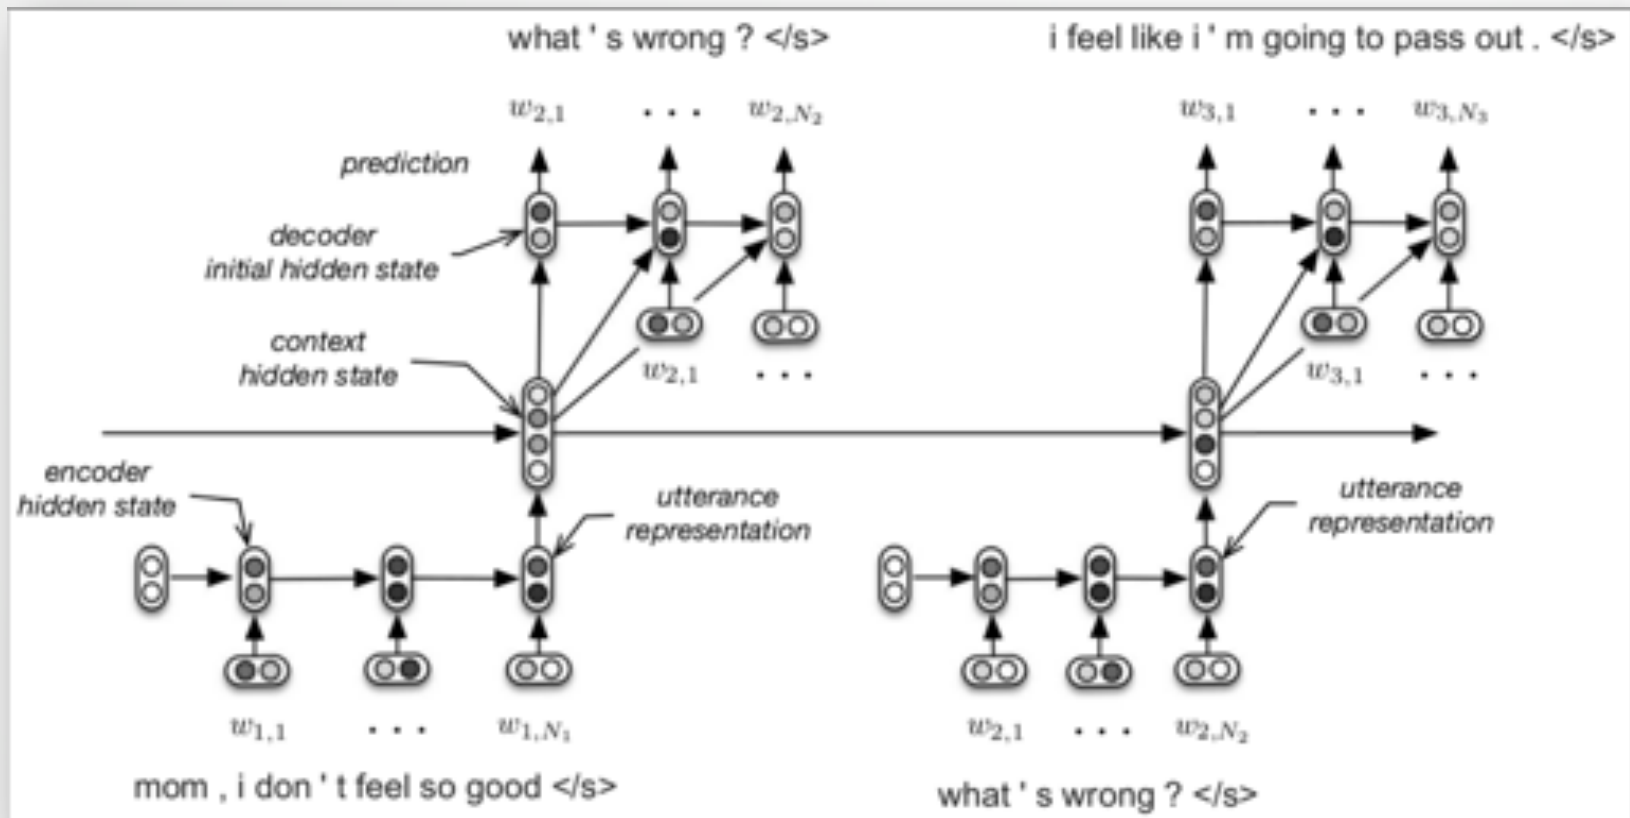 what ' s wrong ? </s>
i feel like i ' m going to pass out . </s>
w2,1 · · · w2,N2
w3,1 · · · w3,N3
prediction
decoder
initial hidden state
context
hidden state
w2,1 · · ·
w3,1 · · ·
encoder
hidden state
utterance
representation
utterance
representation
w1,1 · · · w1,N1
w2,1 · · · w2,N2
mom , i don ' t feel so good </s>
what ' s wrong ? </s>